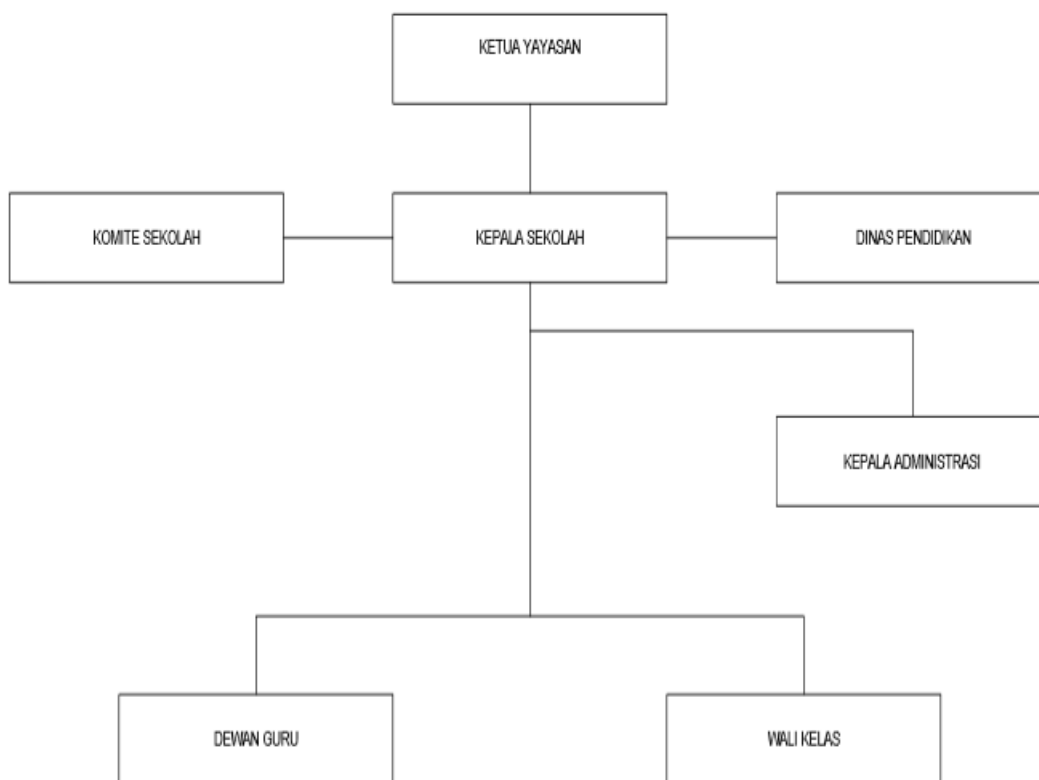 KETUA YAYASAN
KOMITE SEKOLAH
KEPALA SEKOLAH
DINAS PENDIDIKAN
KEPALA ADMINISTRASI
DEWAN GURU
WALI KELAS